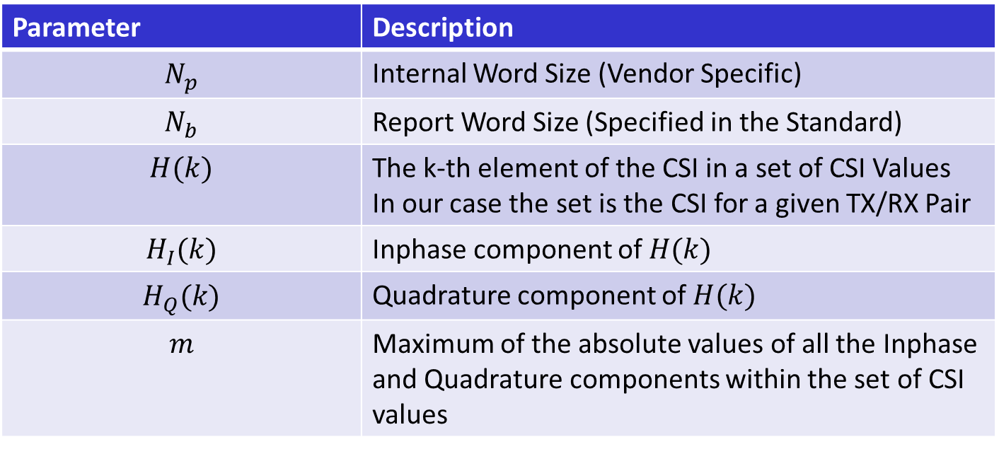 Parameter Description
N_p Internal Word Size (Vendor Specific)
N_b Report Word Size (Specified in the Standard)
H(k) The k-th element of the CSI in a set of CSI Values
In our case the set is the CSI for a given TX/RX Pair
H_I(k) Inphase component of H(k)
H_Q(k) Quadrature component of H(k)
m Maximum of the absolute values of all the Inphase
and Quadrature components within the set of CSI
values